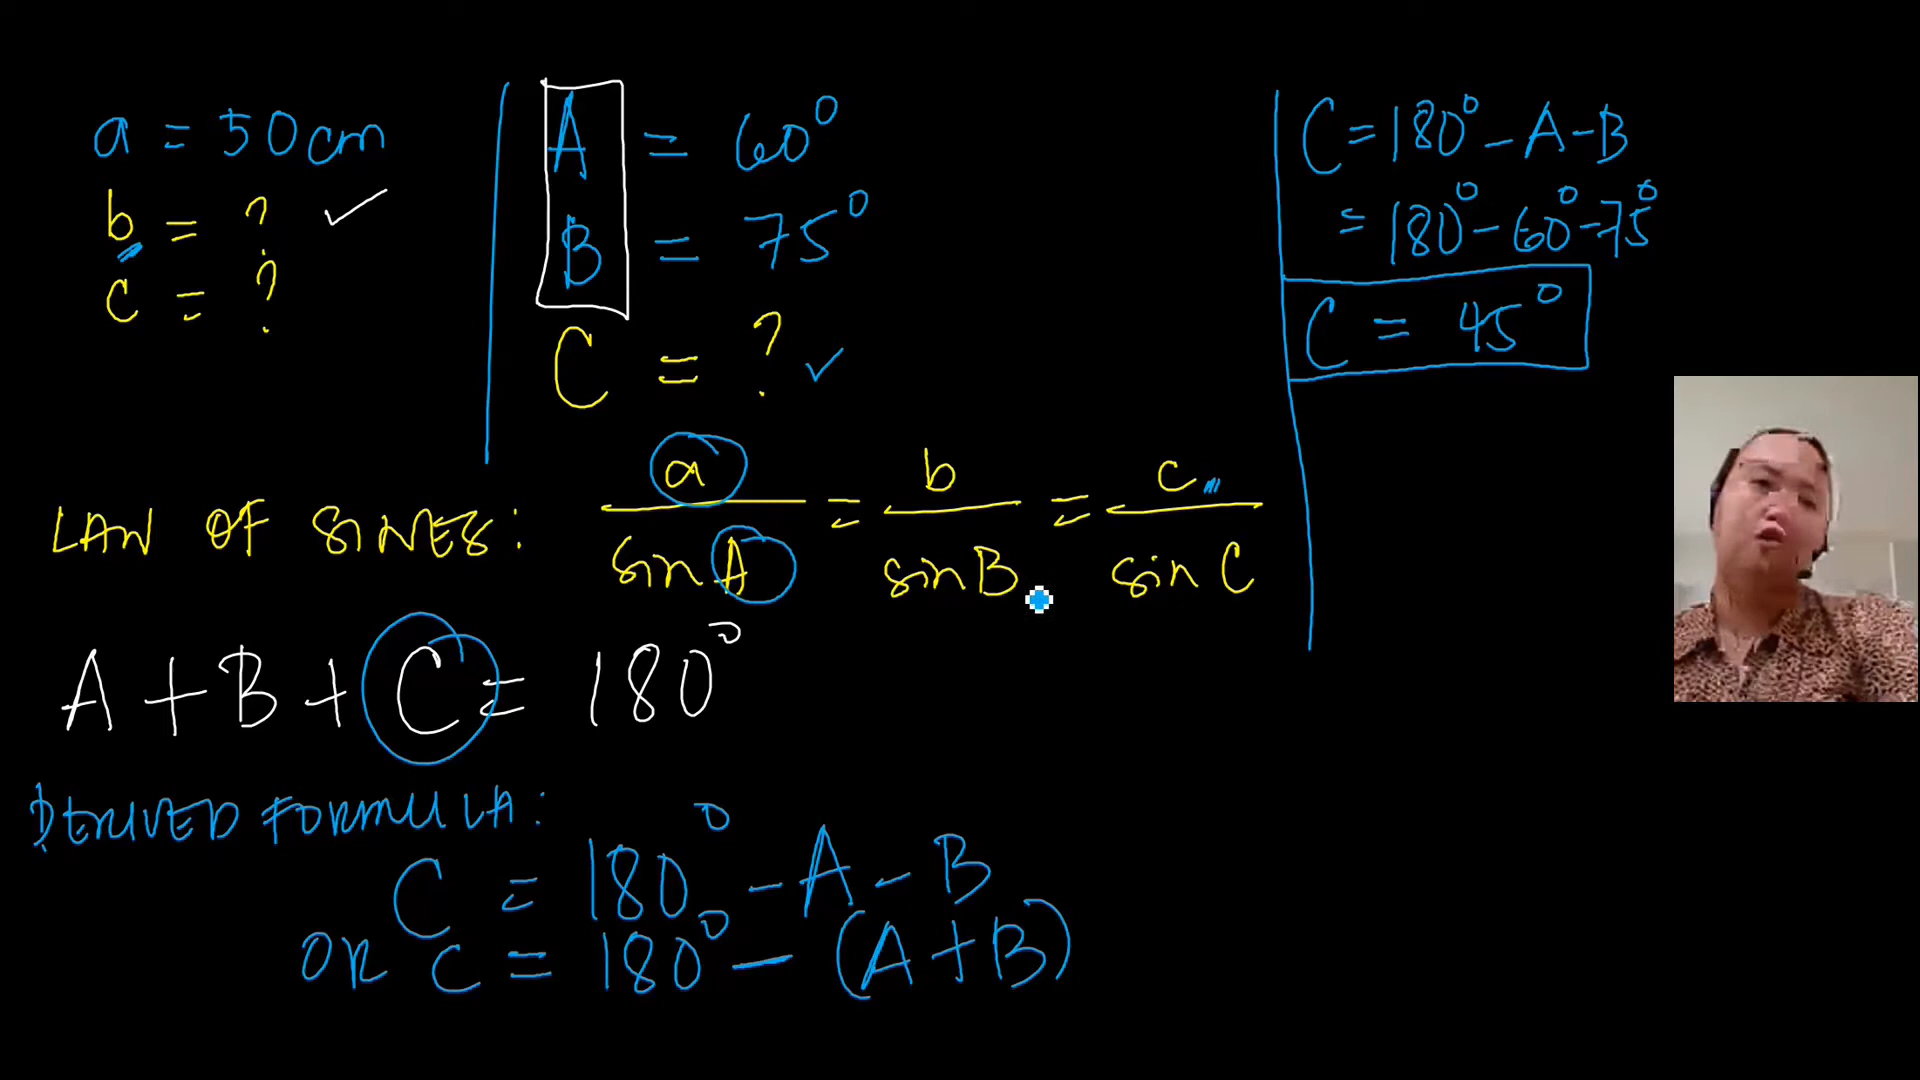 a = 50cm
b = ? ✓
c = ?
A = 60°
B = 75°
C = ? ✓
C = 180° - A - B
= 180° - 60° - 75°
C = 45°
LAW OF SINES: a/sin A = b/sin B = c/sin C
A + B + C = 180°
DERIVED FORMULA:
C = 180° - A - B
OR C = 180° - (A + B)